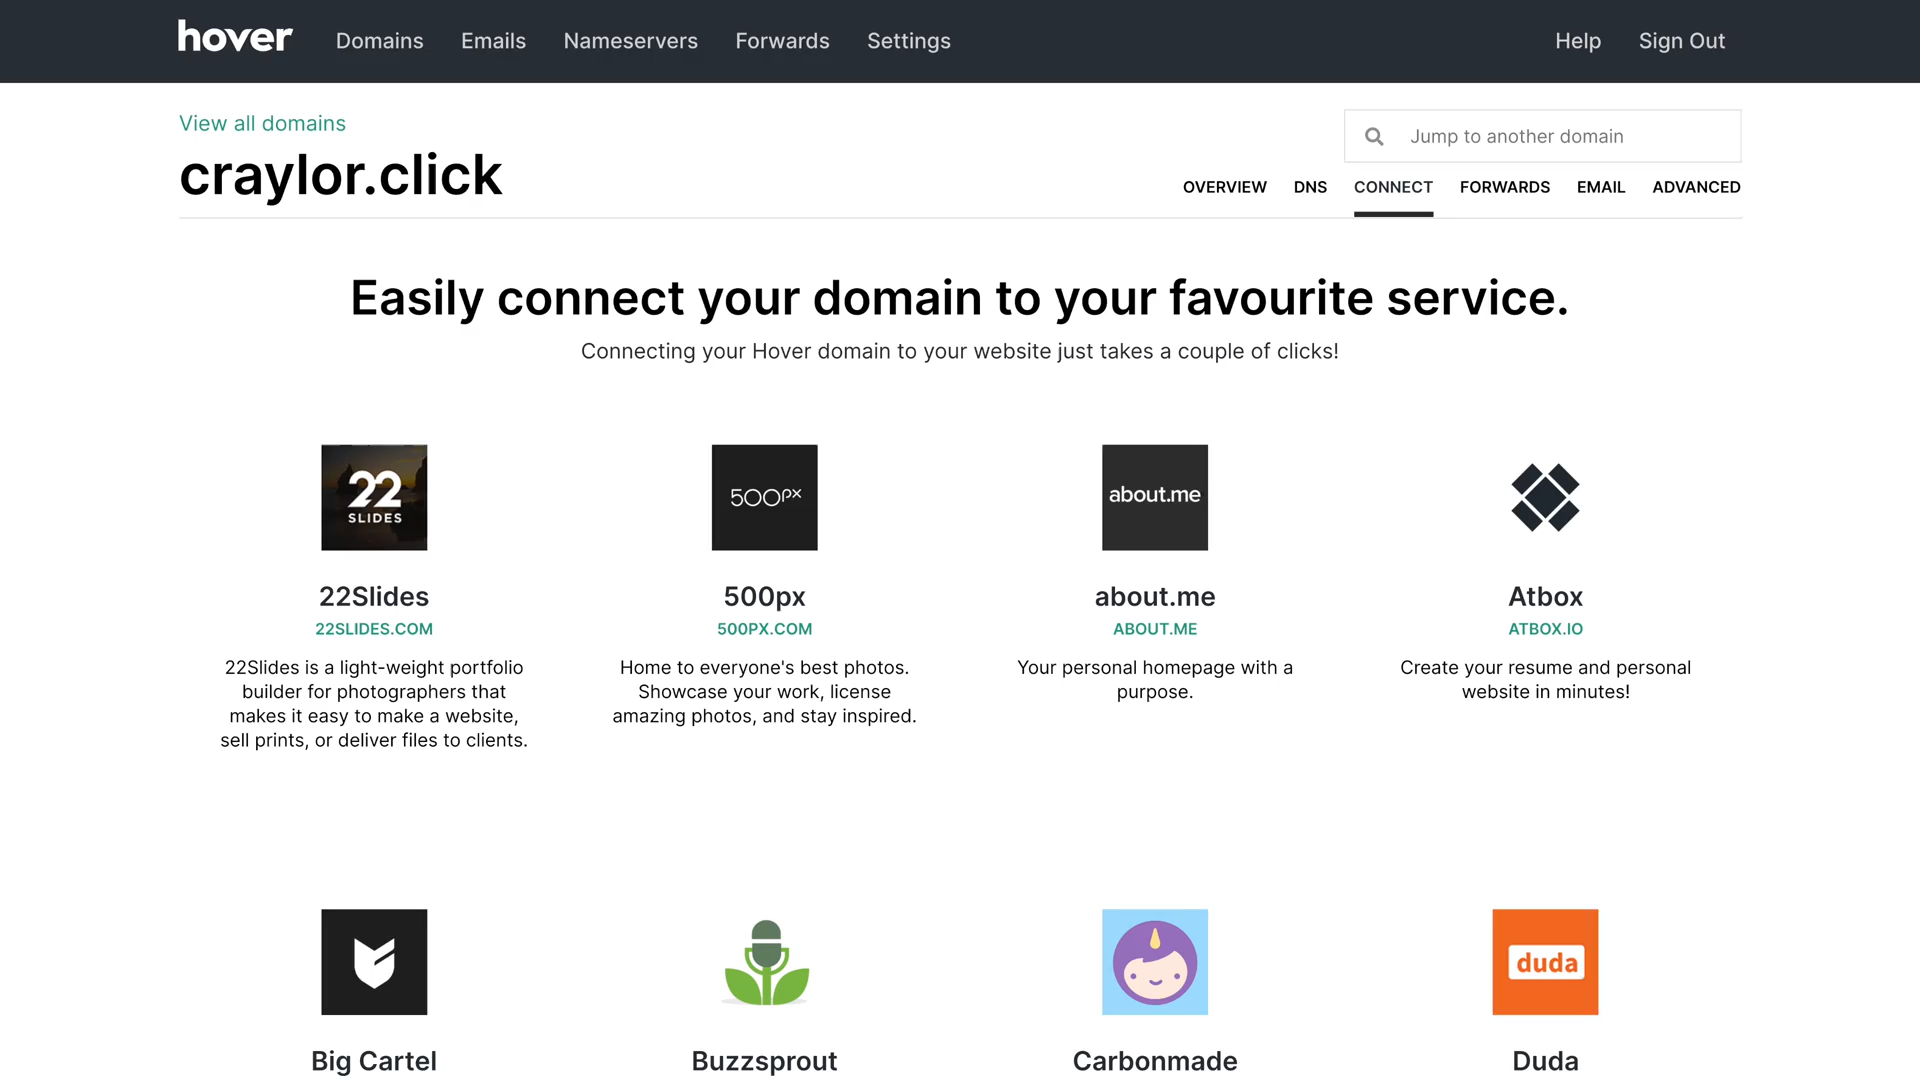 hover Domains Emails Nameservers Forwards Settings Help Sign Out
View all domains
Jump to another domain
craylor.click
OVERVIEW DNS CONNECT FORWARDS EMAIL ADVANCED
Easily connect your domain to your favourite service.
Connecting your Hover domain to your website just takes a couple of clicks!
22
SLIDES
22Slides
22SLIDES.COM
22Slides is a light-weight portfolio
builder for photographers that
makes it easy to make a website,
sell prints, or deliver files to clients.
500px
500px
500PX.COM
Home to everyone's best photos.
Showcase your work, license
amazing photos, and stay inspired.
about.me
about.me
ABOUT.ME
Your personal homepage with a
purpose.
Atbox
ATBOX.IO
Create your resume and personal
website in minutes!
Big Cartel
Buzzsprout
Carbonmade
duda
Duda